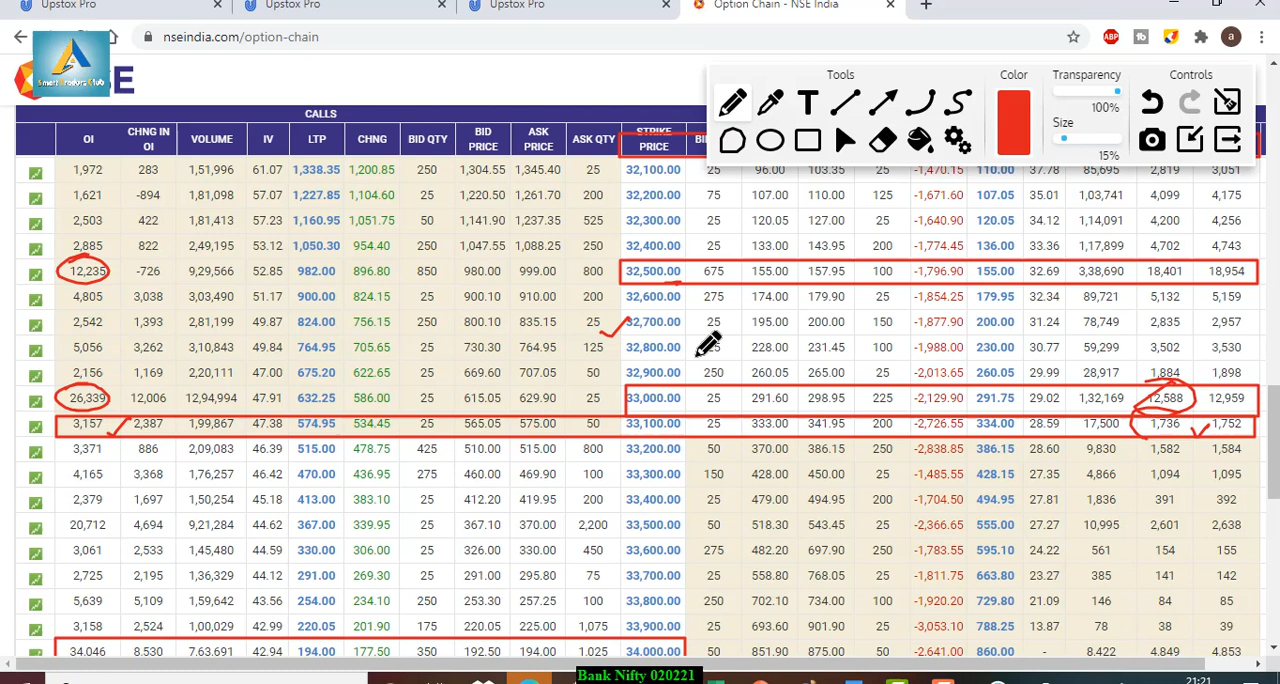 Upstox Pro Upstox Pro Upstox Pro Option Chain - NSE India
nseindia.com/option-chain
ABP a
Smart Traders Club
SE
Tools Color Transparency Controls
100%
Size
15%
CALLS
OI CHNG IN OI VOLUME IV LTP CHNG BID QTY BID PRICE ASK PRICE ASK QTY STRIKE PRICE
1,972 283 1,51,996 61.07 1,338.35 1,200.85 250 1,304.55 1,345.40 25 32,100.00 25 96.00 103.35 25 -1,470.15 110.00 37.78 85,695 2,819 3,051
1,621 -894 1,81,098 57.07 1,227.85 1,104.60 250 1,220.50 1,261.70 200 32,200.00 75 107.00 110.00 125 -1,671.60 107.05 35.01 1,03,741 4,200 4,175
2,503 422 1,81,413 57.23 1,160.95 1,051.75 50 1,141.90 1,237.35 525 32,300.00 25 120.05 127.00 50 -1,640.90 120.05 34.12 1,14,091 4,200 4,256
2,885 822 2,49,195 53.12 1,050.30 954.40 250 1,047.55 1,088.25 250 32,400.00 25 133.00 143.95 200 -1,774.45 136.00 33.36 1,17,899 4,702 4,743
12,235 -726 9,29,566 52.85 982.00 896.80 850 980.00 999.00 800 32,500.00 675 155.00 157.95 100 -1,796.90 155.00 32.69 3,38,690 18,401 18,954
4,805 3,038 3,03,490 51.17 900.00 824.15 250 900.10 910.00 200 32,600.00 275 174.00 179.90 25 -1,854.25 179.95 32.34 89,721 5,132 5,159
2,542 1,393 2,81,199 49.87 824.00 756.15 250 800.10 835.15 25 32,700.00 25 195.00 200.00 150 -1,877.90 200.00 31.24 78,749 2,835 2,957
5,056 3,262 3,10,843 49.84 764.95 705.65 250 730.30 764.95 125 32,800.00 25 228.00 231.45 100 -1,988.00 230.00 30.77 59,299 3,502 3,530
2,156 1,169 2,20,111 47.00 675.20 622.65 250 669.60 707.05 50 32,900.00 250 260.05 265.00 25 -2,013.65 260.05 29.99 28,917 1,884 1,898
26,339 12,006 12,94,994 47.91 632.25 586.00 25 615.05 629.90 25 33,000.00 25 291.60 298.95 225 -2,129.90 291.75 29.02 1,32,169 12,588 12,959
3,157 2,387 1,99,867 47.38 574.95 534.45 25 565.05 575.00 50 33,100.00 25 333.00 341.95 200 -2,726.55 334.00 28.59 17,500 1,736 1,752
3,371 886 2,09,083 46.39 515.00 478.75 425 510.00 515.00 800 33,200.00 50 370.00 386.15 250 -2,838.85 386.15 28.60 9,830 1,582 1,584
4,165 3,368 1,76,257 46.37 470.00 436.95 275 460.00 469.90 100 33,300.00 150 428.00 450.00 25 -1,485.55 428.15 27.35 4,866 1,094 1,095
2,379 1,697 1,50,254 45.18 413.00 383.10 25 412.20 419.95 200 33,400.00 25 479.00 494.95 100 -1,704.50 494.95 27.81 1,836 391 392
20,712 4,694 9,21,284 44.62 367.00 339.95 25 367.10 370.00 2,200 33,500.00 50 518.30 543.45 25 -2,366.65 555.00 27.27 10,995 2,601 2,638
3,061 2,533 1,45,480 44.59 330.00 306.00 25 326.00 330.00 450 33,600.00 275 482.20 697.90 250 -1,783.55 595.10 24.22 561 154 155
2,725 2,195 1,36,329 44.12 291.00 269.30 25 291.00 295.80 75 33,700.00 25 558.80 768.05 25 -1,811.75 663.80 23.27 385 141 142
5,639 5,109 1,59,642 43.56 254.00 234.10 250 253.30 257.25 100 33,800.00 250 702.10 734.00 100 -1,920.20 729.80 21.09 146 84 85
3,158 2,524 1,00,029 42.99 220.05 201.90 175 220.05 225.00 1,075 33,900.00 25 693.60 901.90 25 -3,053.10 788.25 13.87 78 38 39
34,046 8,530 7,63,691 42.94 194.00 177.50 350 192.50 194.00 1,025 34,000.00 50 851.90 875.00 50 -2,641.00 860.00 - 8,422 4,849 4,853
Bank Nifty 020221
21:21